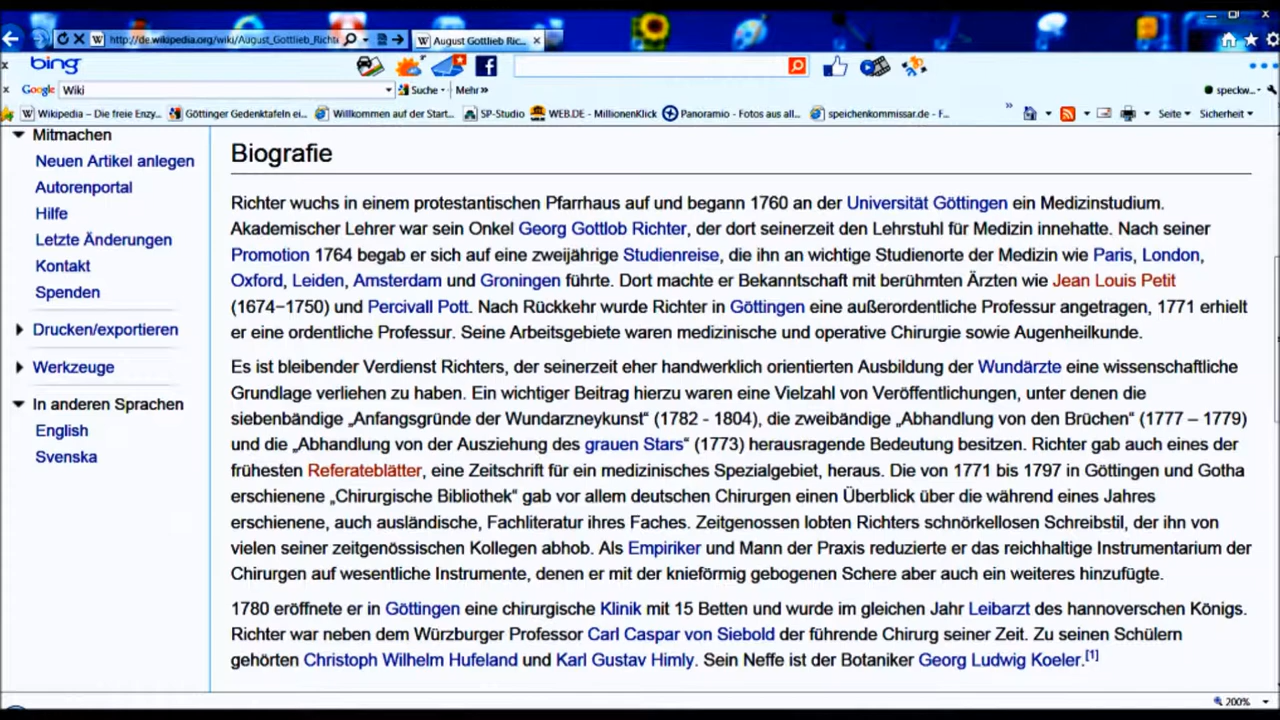 http://de.wikipedia.org/wiki/August_Gottlieb_Richte
August Gottlieb Ric...
bing
Google Wiki Suche Mehr » speckw...
Wikipedia – Die freie Enzy... Göttinger Gedenktafeln ei... Willkommen auf der Start... SP-Studio WEB.DE - MillionenKlick Panoramio - Fotos aus all... speichenkommissar.de - F... » Seite Sicherheit
Mitmachen
Neuen Artikel anlegen
Autorenportal
Hilfe
Letzte Änderungen
Kontakt
Spenden
Drucken/exportieren
Werkzeuge
In anderen Sprachen
English
Svenska
Biografie
Richter wuchs in einem protestantischen Pfarrhaus auf und begann 1760 an der Universität Göttingen ein Medizinstudium.
Akademischer Lehrer war sein Onkel Georg Gottlob Richter, der dort seinerzeit den Lehrstuhl für Medizin innehatte. Nach seiner
Promotion 1764 begab er sich auf eine zweijährige Studienreise, die ihn an wichtige Studienorte der Medizin wie Paris, London,
Oxford, Leiden, Amsterdam und Groningen führte. Dort machte er Bekanntschaft mit berühmten Ärzten wie Jean Louis Petit
(1674–1750) und Percivall Pott. Nach Rückkehr wurde Richter in Göttingen eine außerordentliche Professur angetragen, 1771 erhielt
er eine ordentliche Professur. Seine Arbeitsgebiete waren medizinische und operative Chirurgie sowie Augenheilkunde.
Es ist bleibender Verdienst Richters, der seinerzeit eher handwerklich orientierten Ausbildung der Wundärzte eine wissenschaftliche
Grundlage verliehen zu haben. Ein wichtiger Beitrag hierzu waren eine Vielzahl von Veröffentlichungen, unter denen die
siebenbändige „Anfangsgründe der Wundarzneykunst“ (1782 - 1804), die zweibändige „Abhandlung von den Brüchen“ (1777 – 1779)
und die „Abhandlung von der Ausziehung des grauen Stars“ (1773) herausragende Bedeutung besitzen. Richter gab auch eines der
frühesten Referateblätter, eine Zeitschrift für ein medizinisches Spezialgebiet, heraus. Die von 1771 bis 1797 in Göttingen und Gotha
erschienene „Chirurgische Bibliothek“ gab vor allem deutschen Chirurgen einen Überblick über die während eines Jahres
erschienene, auch ausländische, Fachliteratur ihres Faches. Zeitgenossen lobten Richters schnörkellosen Schreibstil, der ihn von
vielen seiner zeitgenössischen Kollegen abhob. Als Empiriker und Mann der Praxis reduzierte er das reichhaltige Instrumentarium der
Chirurgen auf wesentliche Instrumente, denen er mit der knieförmig gebogenen Schere aber auch ein weiteres hinzufügte.
1780 eröffnete er in Göttingen eine chirurgische Klinik mit 15 Betten und wurde im gleichen Jahr Leibarzt des hannoverschen Königs.
Richter war neben dem Würzburger Professor Carl Caspar von Siebold der führende Chirurg seiner Zeit. Zu seinen Schülern
gehörten Christoph Wilhelm Hufeland und Karl Gustav Himly. Sein Neffe ist der Botaniker Georg Ludwig Koeler.[1]
200%